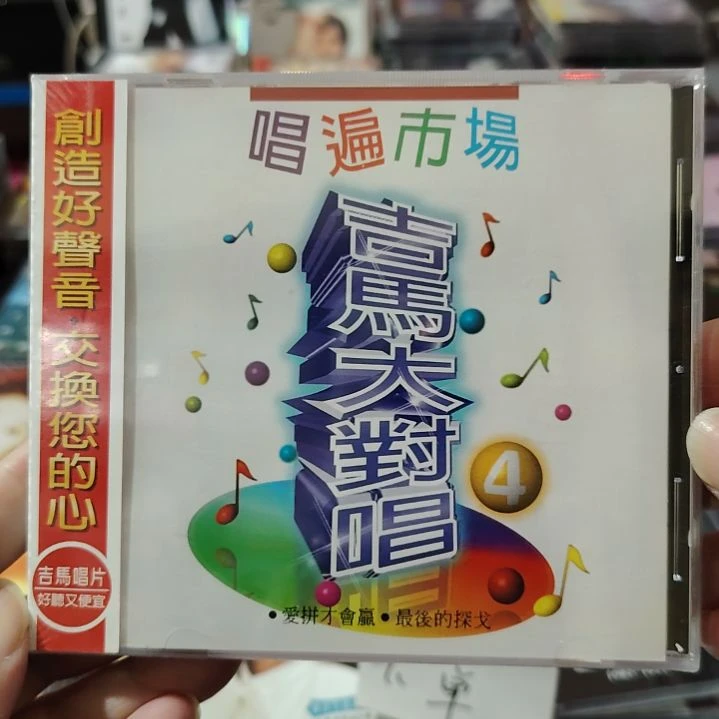 創造好聲音 交換您的心
吉馬唱片
好聽又便宜
唱遍市場
吉馬大對唱
4
•愛拼才會贏•最後的探戈